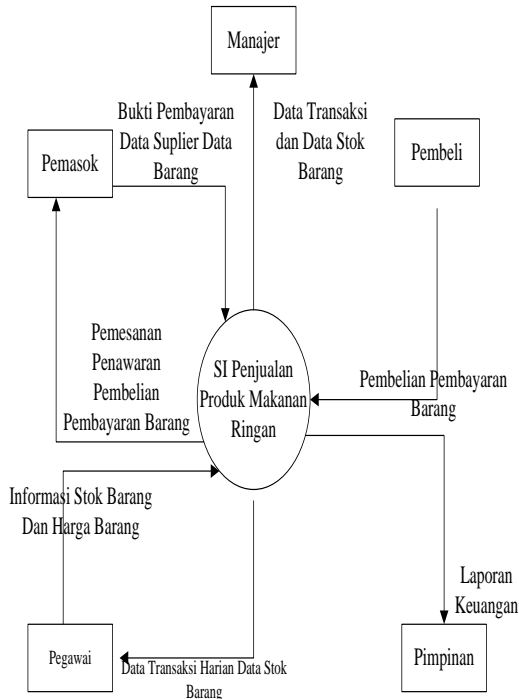 Manajer
Bukti Pembayaran
Data Suplier Data
Barang
Data Transaksi
dan Data Stok
Barang
Pemasok
Pembeli
Pemesanan
Penawaran
Pembelian
Pembayaran Barang
SI Penjualan
Produk Makanan
Ringan
Pembelian Pembayaran
Barang
Informasi Stok Barang
Dan Harga Barang
Laporan
Keuangan
Pegawai
Data Transaksi Harian Data Stok
Barang
Pimpinan